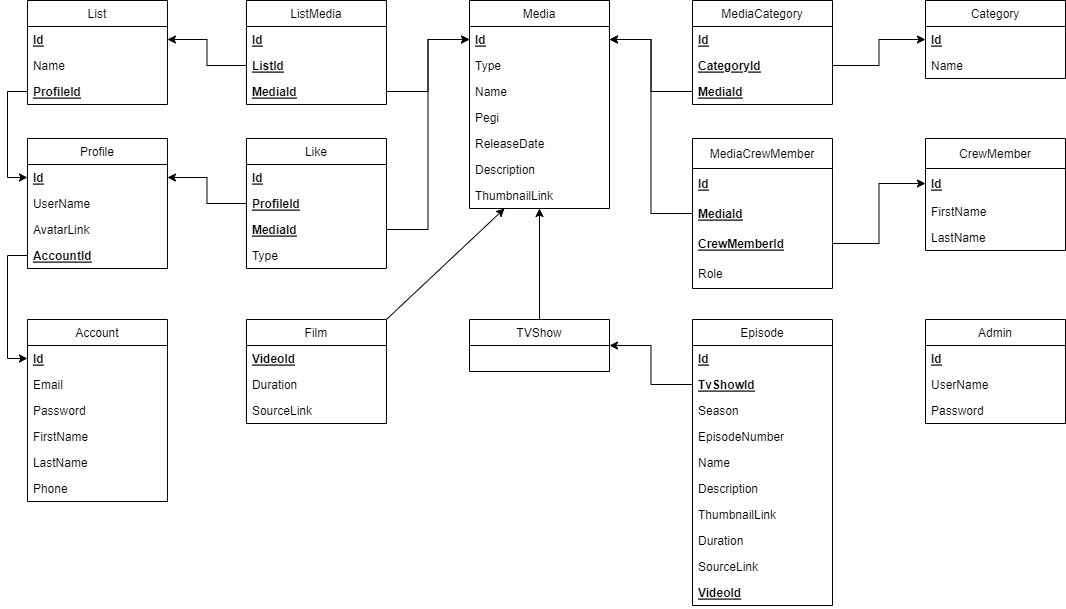 List
Id
Name
ProfileId
ListMedia
Id
ListId
MediaId
Media
Id
Type
Name
Pegi
ReleaseDate
Description
ThumbnailLink
MediaCategory
Id
CategoryId
MediaId
Category
Id
Name
Profile
Id
UserName
AvatarLink
AccountId
Like
Id
ProfileId
MediaId
Type
MediaCrewMember
Id
MediaId
CrewMemberId
Role
CrewMember
Id
FirstName
LastName
Account
Id
Email
Password
FirstName
LastName
Phone
Film
VideoId
Duration
SourceLink
TVShow
Episode
Id
TvShowId
Season
EpisodeNumber
Name
Description
ThumbnailLink
Duration
SourceLink
VideoId
Admin
Id
UserName
Password